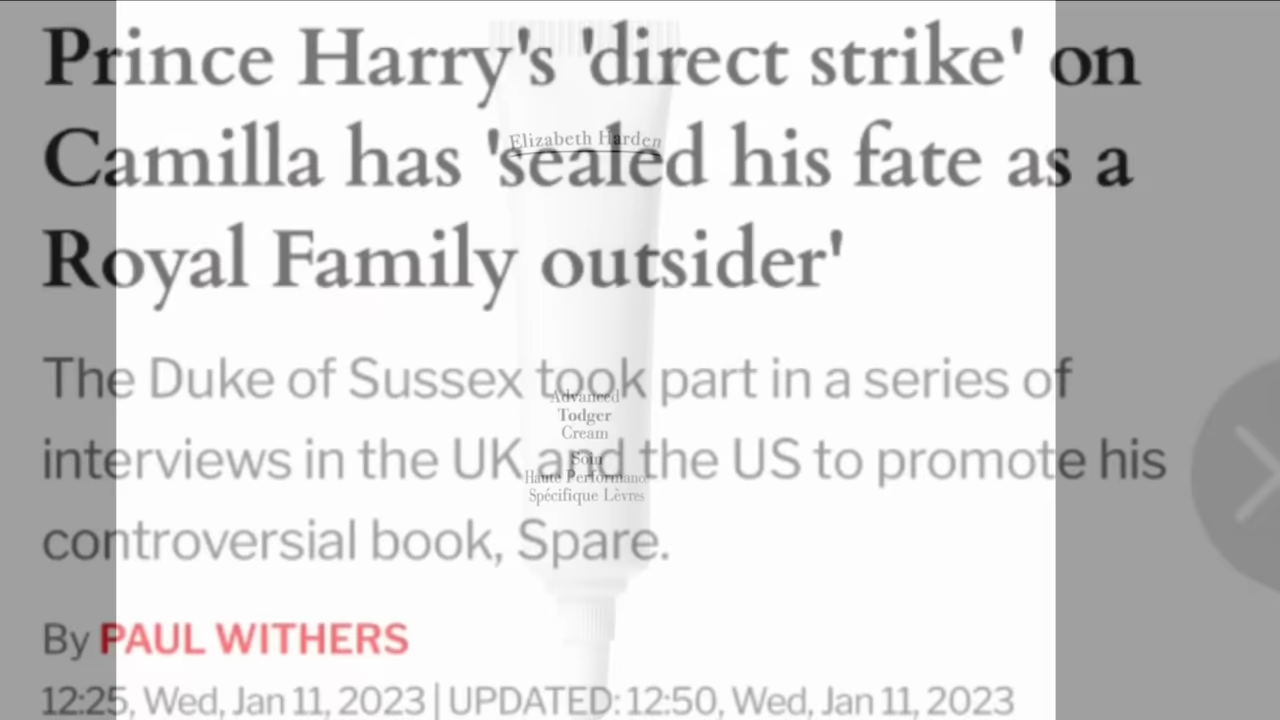 Prince Harry's 'direct strike' on
Camilla has 'sealed his fate as a
Royal Family outsider'
The Duke of Sussex took part in a series of
interviews in the UK and the US to promote his
controversial book, Spare.
By PAUL WITHERS
12:25, Wed, Jan 11, 2023 | UPDATED: 12:50, Wed, Jan 11, 2023
Elizabeth Harden
Advanced
Todger
Cream
Soin
Haute Performance
Spécifique Lèvres